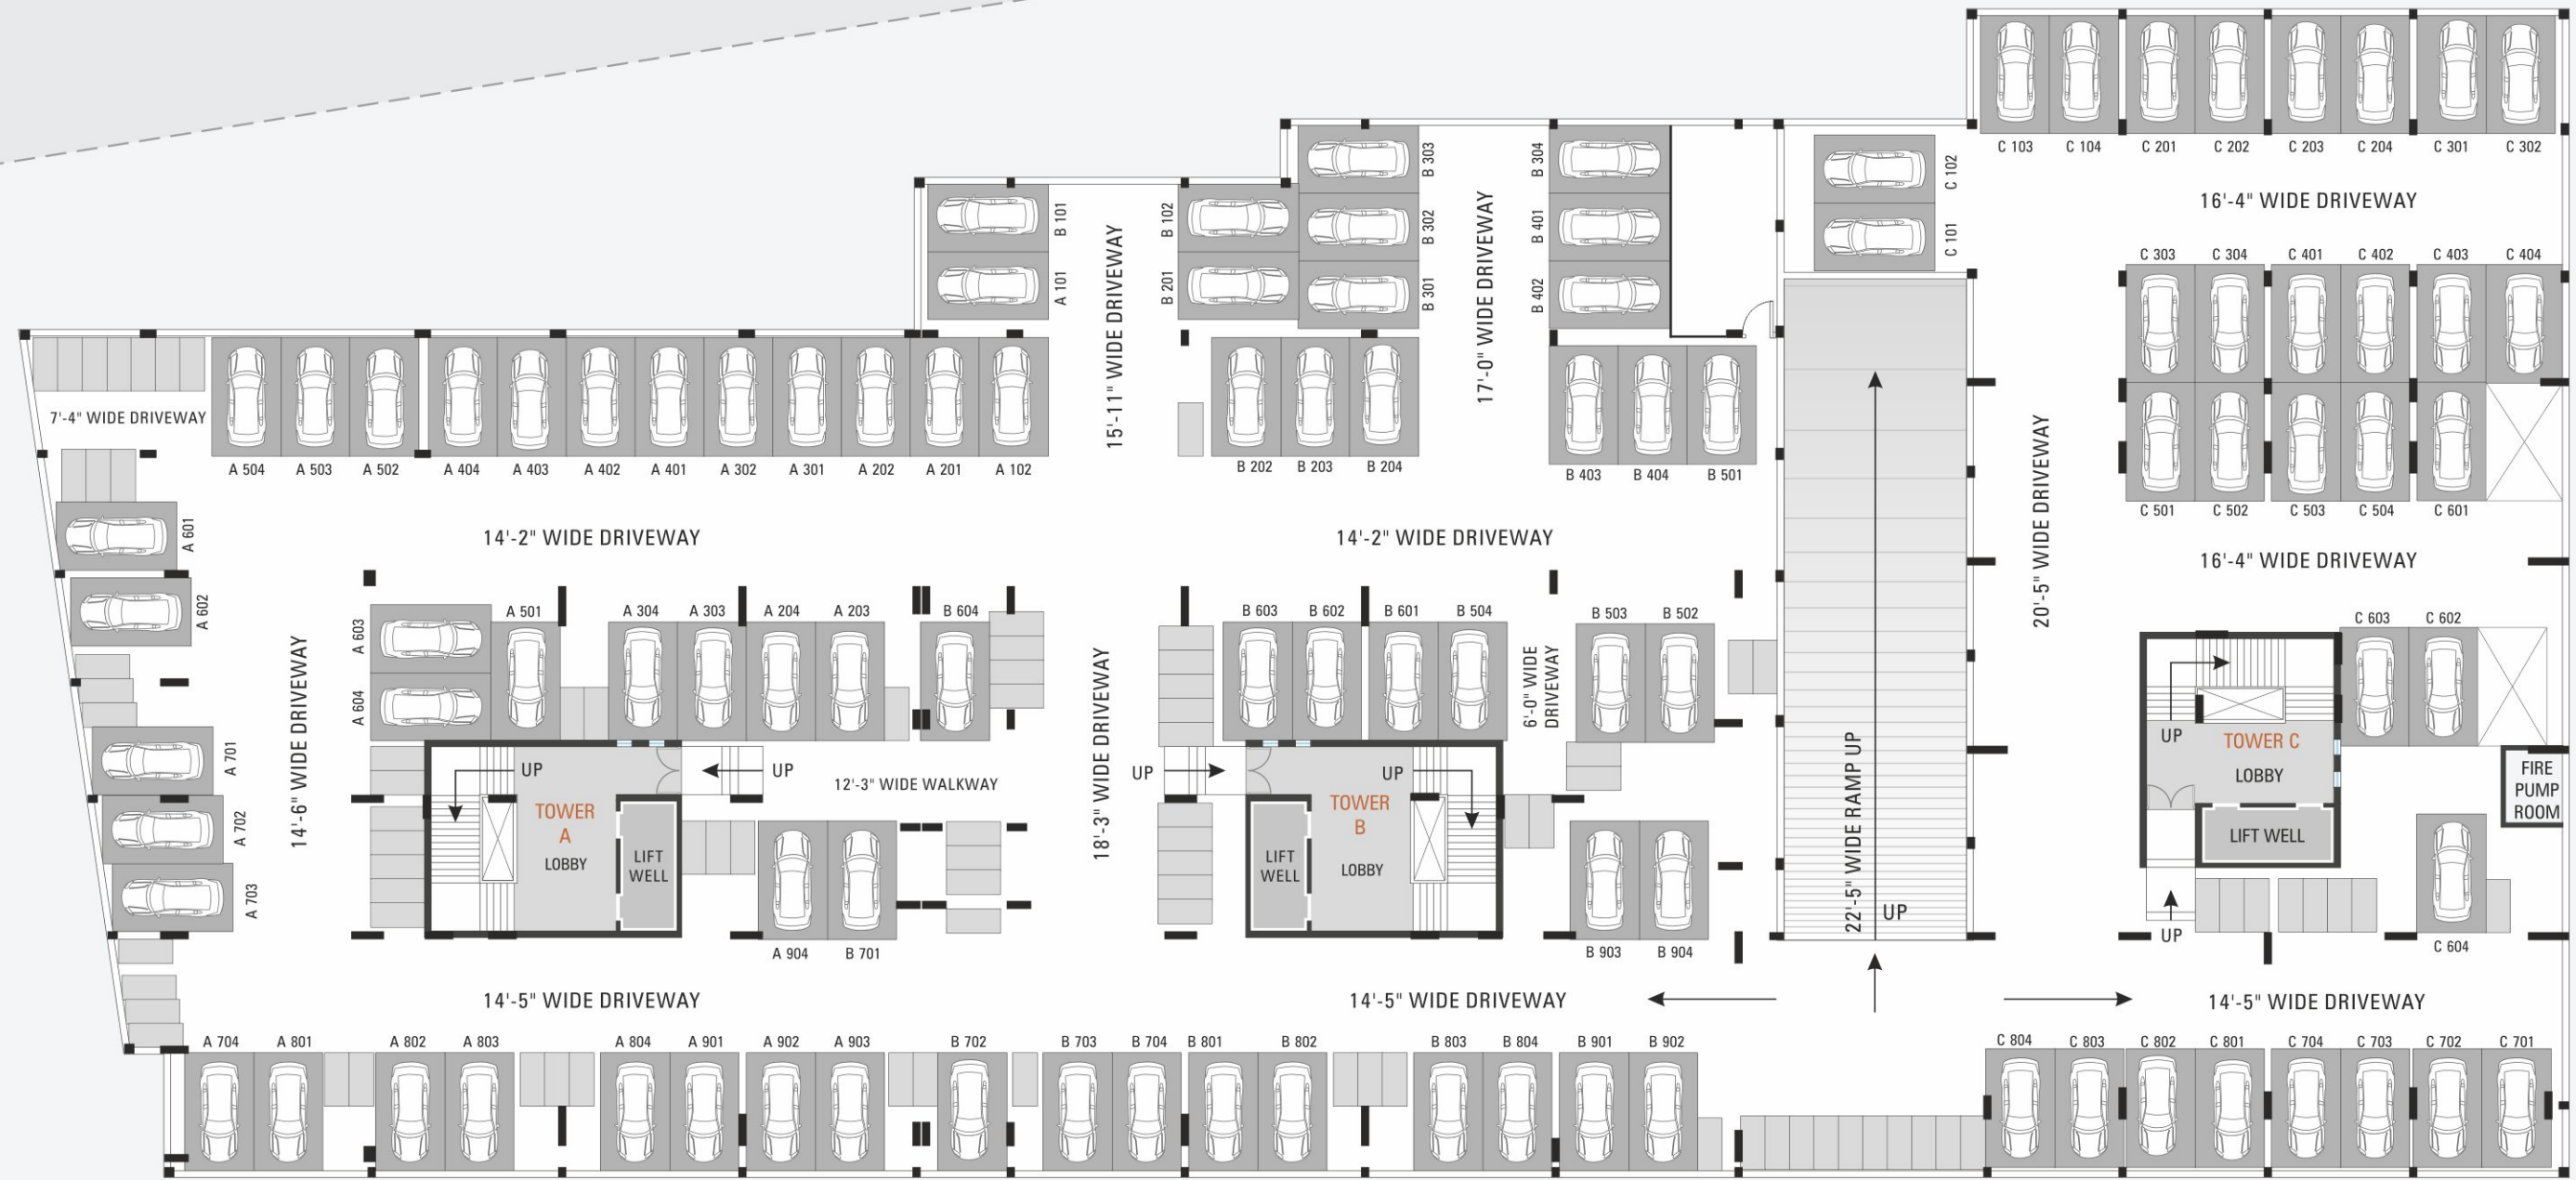 C 103
C 104
C 201
C 202
C 203
C 204
C 301
C 302
B 303
B 304
C 102
16'-4" WIDE DRIVEWAY
B 101
B 102
B 302
B 401
C 101
A 101
B 201
B 301
B 402
15'-11" WIDE DRIVEWAY
17'-0" WIDE DRIVEWAY
C 303
C 304
C 401
C 402
C 403
C 404
7'-4" WIDE DRIVEWAY
A 504
A 503
A 502
A 404
A 403
A 402
A 401
A 302
A 301
A 202
A 201
A 102
B 202
B 203
B 204
B 403
B 404
B 501
20'-5" WIDE DRIVEWAY
C 501
C 502
C 503
C 504
C 601
A 601
14'-2" WIDE DRIVEWAY
14'-2" WIDE DRIVEWAY
16'-4" WIDE DRIVEWAY
A 602
A 603
A 501
A 304
A 303
A 204
A 203
B 604
B 603
B 602
B 601
B 504
B 503
B 502
C 603
C 602
A 604
14'-6" WIDE DRIVEWAY
18'-3" WIDE DRIVEWAY
6'-0" WIDE
DRIVEWAY
A 701
UP
UP
12'-3" WIDE WALKWAY
UP
UP
22'-5" WIDE RAMP UP
UP
TOWER C
LOBBY
FIRE
PUMP
ROOM
A 702
TOWER
A
LOBBY
LIFT
WELL
LIFT
WELL
TOWER
B
LOBBY
LIFT WELL
A 703
UP
UP
A 904
B 701
B 903
B 904
C 604
14'-5" WIDE DRIVEWAY
14'-5" WIDE DRIVEWAY
14'-5" WIDE DRIVEWAY
A 704
A 801
A 802
A 803
A 804
A 901
A 902
A 903
B 702
B 703
B 704
B 801
B 802
B 803
B 804
B 901
B 902
C 804
C 803
C 802
C 801
C 704
C 703
C 702
C 701